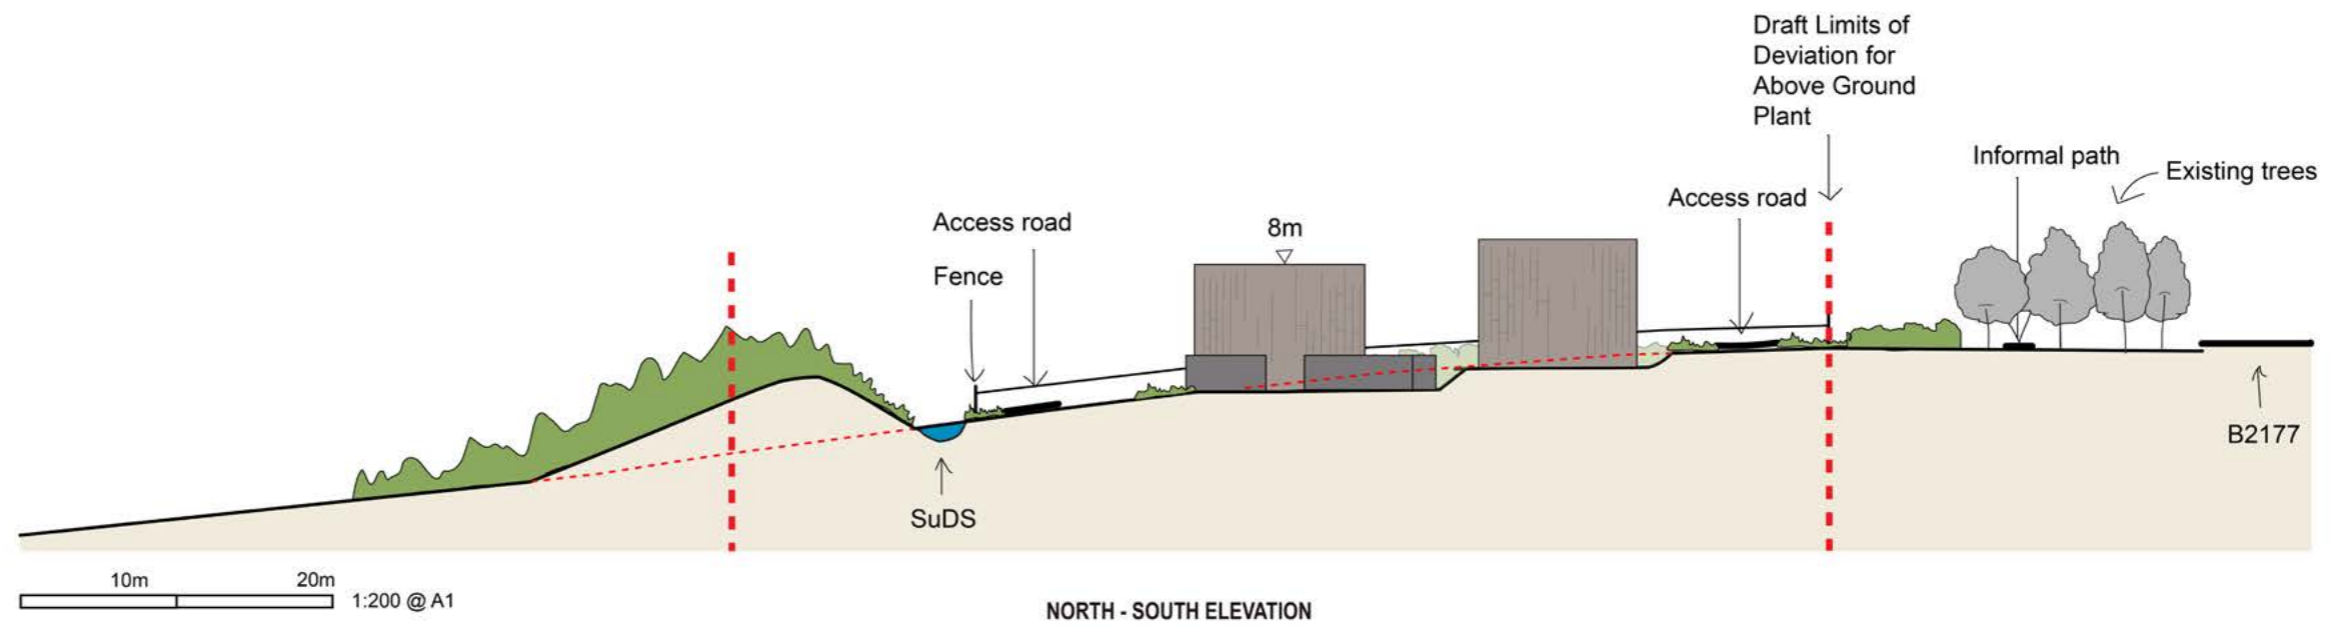 Draft Limits of
Deviation for
Above Ground
Plant
Informal path
Existing trees
Access road
Access road
8m
Fence
B2177
SuDS
10m
20m
1:200 @ A1
NORTH - SOUTH ELEVATION